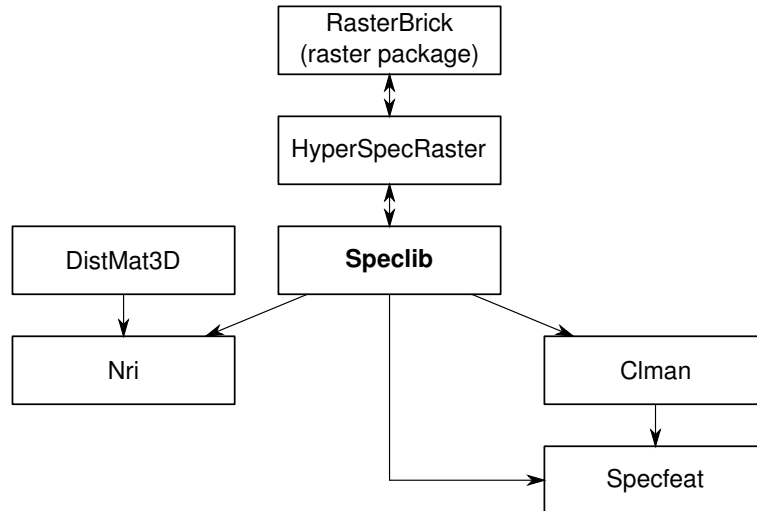 RasterBrick
(raster package)
HyperSpecRaster
DistMat3D
Speclib
Nri
Clman
Specfeat